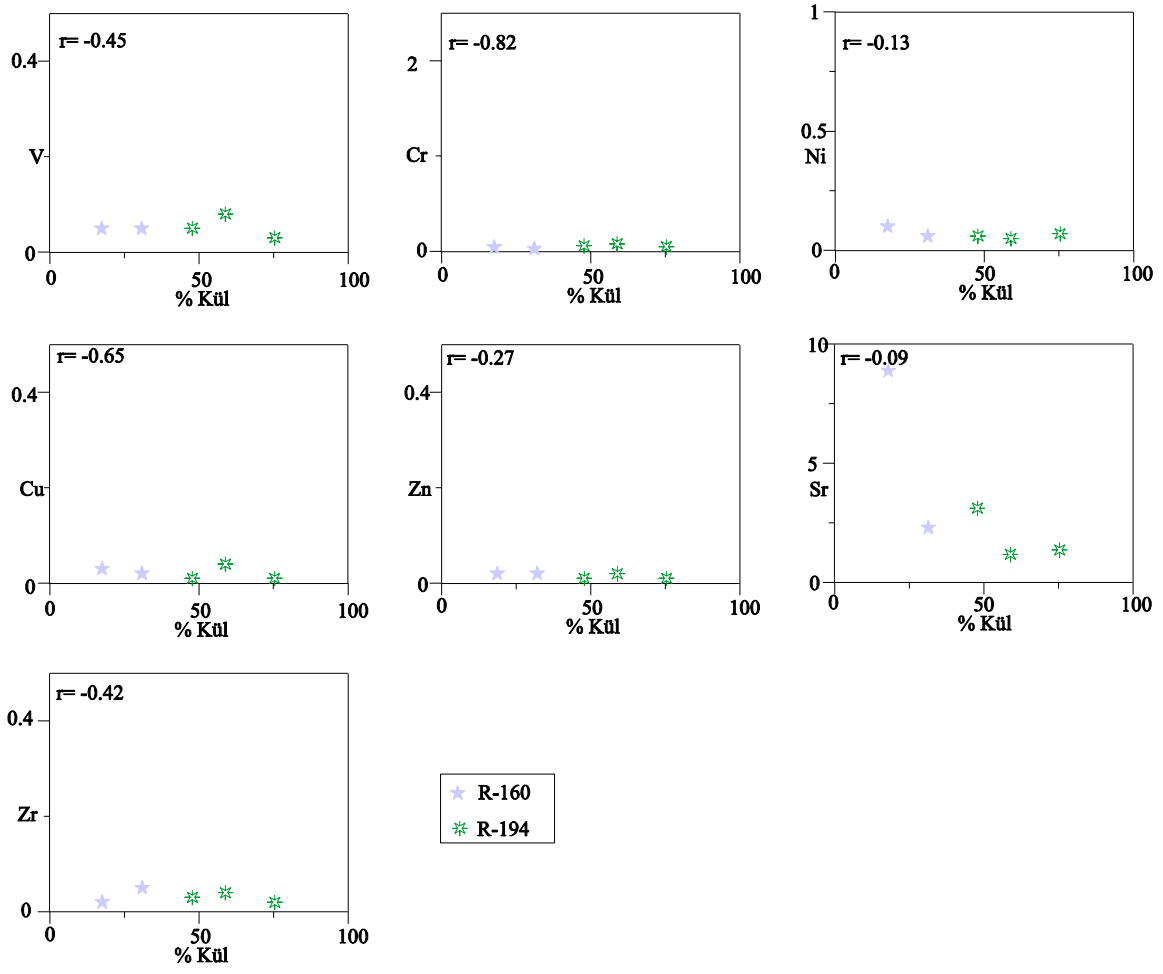 r= -0.45
0.4
V
0
0
50
100
% Kül
r= -0.82
2
Cr
0
0
50
100
% Kül
r= -0.13
1
0.5
Ni
0
0
50
100
% Kül
r= -0.65
0.4
Cu
0
0
50
100
% Kül
r= -0.27
0.4
Zn
0
0
50
100
% Kül
r= -0.09
10
5
Sr
0
0
50
100
% Kül
r= -0.42
0.4
Zr
0
0
50
100
% Kül
R-160
R-194